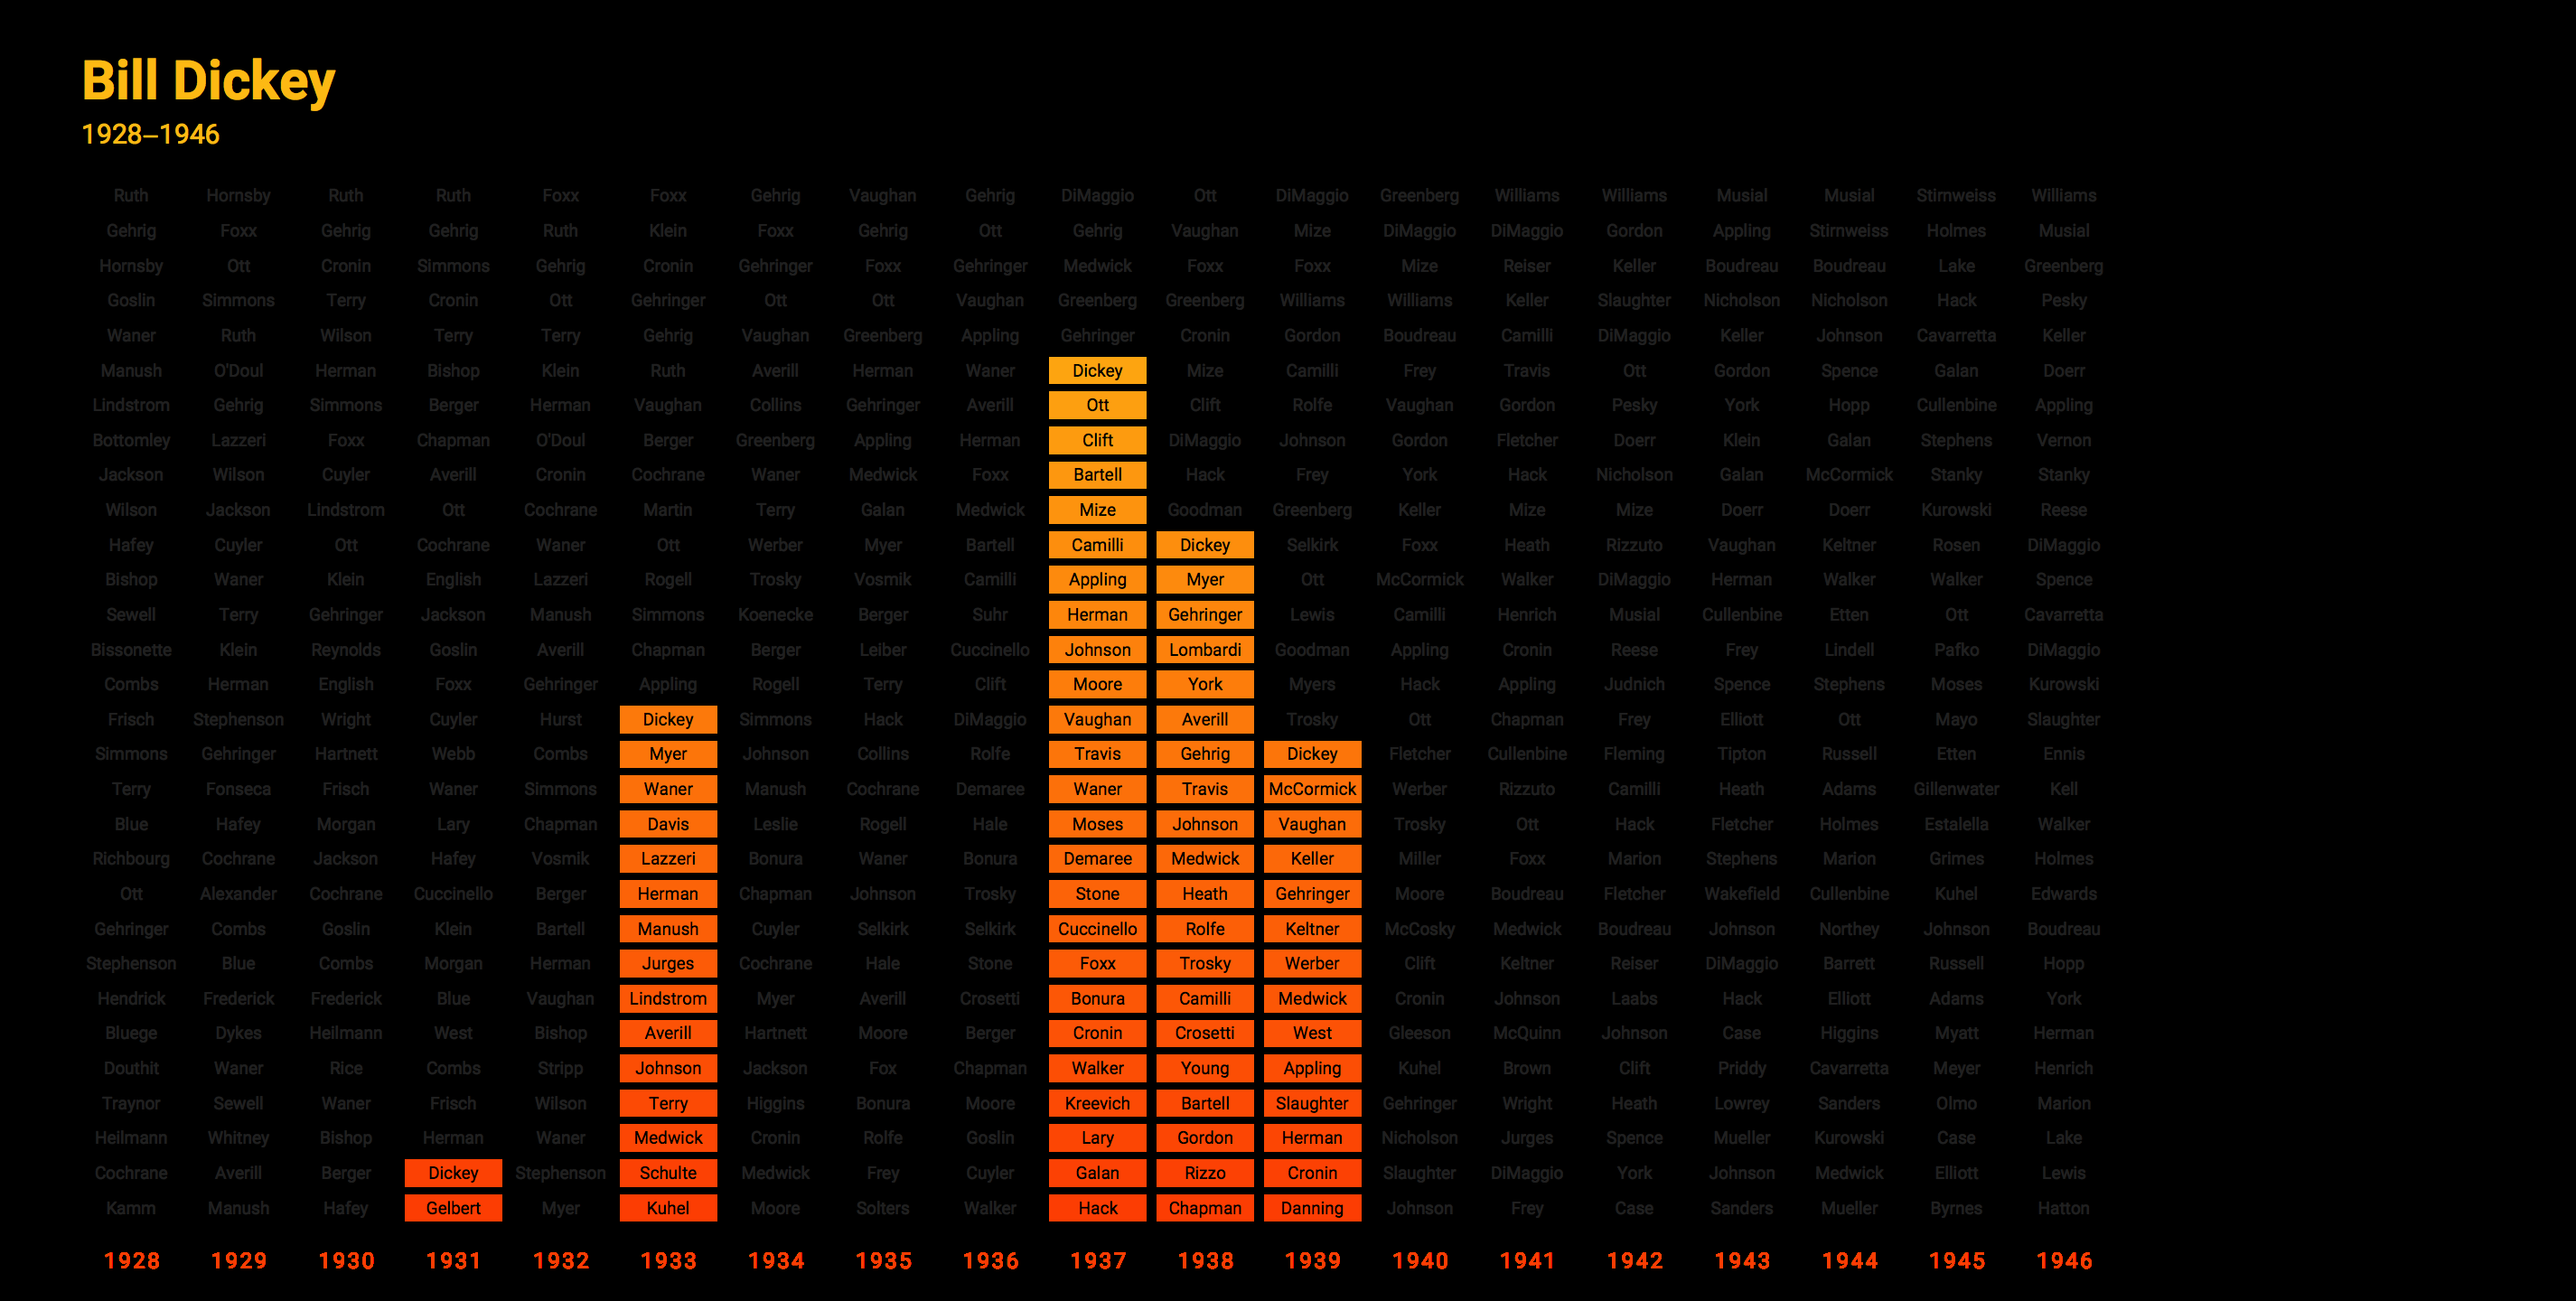 Bill Dickey
1928–1946
Ruth Hornsby Ruth Ruth Foxx Foxx Gehrig Vaughan Gehrig DiMaggio Ott DiMaggio Greenberg Williams Williams Musial Musial Stirnweiss Williams
Gehrig Foxx Gehrig Gehrig Ruth Klein Foxx Gehrig Ott Gehrig Vaughan Mize DiMaggio DiMaggio Gordon Appling Stirnweiss Holmes Musial
Hornsby Ott Cronin Simmons Gehrig Cronin Gehringer Foxx Gehringer Medwick Foxx Foxx Mize Reiser Keller Boudreau Boudreau Lake Greenberg
Goslin Simmons Terry Cronin Ott Gehringer Ott Ott Vaughan Greenberg Greenberg Williams Williams Keller Slaughter Nicholson Nicholson Hack Pesky
Waner Ruth Wilson Terry Terry Gehrig Vaughan Greenberg Appling Gehringer Cronin Gordon Boudreau Camilli DiMaggio Keller Johnson Cavarretta Keller
Manush O'Doul Herman Bishop Klein Ruth Averill Herman Waner Dickey Mize Camilli Frey Travis Ott Gordon Spence Galan Doerr
Lindstrom Gehrig Simmons Berger Herman Vaughan Collins Gehringer Averill Ott Clift Rolfe Vaughan Gordon Pesky York Hopp Cullenbine Appling
Bottomley Lazzeri Foxx Chapman O'Doul Berger Greenberg Appling Herman Clift DiMaggio Johnson Gordon Fletcher Doerr Klein Galan Stephens Vernon
Jackson Wilson Cuyler Averill Cronin Cochrane Waner Medwick Foxx Bartell Hack Frey York Hack Nicholson Galan McCormick Stanky Stanky
Wilson Jackson Lindstrom Ott Cochrane Martin Terry Galan Medwick Mize Goodman Greenberg Keller Mize Mize Doerr Doerr Kurowski Reese
Hafey Cuyler Ott Cochrane Waner Ott Werber Myer Bartell Camilli Dickey Selkirk Foxx Heath Rizzuto Vaughan Keltner Rosen DiMaggio
Bishop Waner Klein English Lazzeri Rogell Trosky Vosmik Camilli Appling Myer Ott McCormick Walker DiMaggio Herman Walker Walker Spence
Sewell Terry Gehringer Jackson Manush Simmons Koenecke Berger Suhr Herman Gehringer Lewis Camilli Henrich Musial Cullenbine Etten Ott Cavarretta
Bissonette Klein Reynolds Goslin Averill Chapman Berger Leiber Cuccinello Johnson Lombardi Goodman Appling Cronin Reese Frey Lindell Pafko DiMaggio
Combs Herman English Foxx Gehringer Appling Rogell Terry Clift Moore York Myers Hack Appling Judnich Spence Stephens Moses Kurowski
Frisch Stephenson Wright Cuyler Hurst Dickey Simmons Hack DiMaggio Vaughan Averill Trosky Ott Chapman Frey Elliott Ott Mayo Slaughter
Simmons Gehringer Hartnett Webb Combs Myer Johnson Collins Rolfe Travis Gehrig Dickey Fletcher Cullenbine Fleming Tipton Russell Etten Ennis
Terry Fonseca Frisch Waner Simmons Waner Manush Cochrane Demaree Waner Travis McCormick Werber Rizzuto Camilli Heath Adams Gillenwater Kell
Blue Hafey Morgan Lary Chapman Davis Leslie Rogell Hale Moses Johnson Vaughan Trosky Ott Hack Fletcher Holmes Estalella Walker
Richbourg Cochrane Jackson Hafey Vosmik Lazzeri Bonura Waner Bonura Demaree Medwick Keller Miller Foxx Marion Stephens Marion Grimes Holmes
Ott Alexander Cochrane Cuccinello Berger Herman Chapman Johnson Trosky Stone Heath Gehringer Moore Boudreau Fletcher Wakefield Cullenbine Kuhel Edwards
Gehringer Combs Goslin Klein Bartell Manush Cuyler Selkirk Selkirk Cuccinello Rolfe Keltner McCosky Medwick Boudreau Johnson Northey Johnson Boudreau
Stephenson Blue Combs Morgan Herman Jurges Cochrane Hale Stone Foxx Trosky Werber Clift Keltner Reiser DiMaggio Barrett Russell Hopp
Hendrick Frederick Frederick Blue Vaughan Lindstrom Myer Averill Crosetti Bonura Camilli Medwick Cronin Johnson Laabs Hack Elliott Adams York
Bluege Dykes Heilmann West Bishop Averill Hartnett Moore Berger Cronin Crosetti West Gleeson McQuinn Johnson Case Higgins Myatt Herman
Douthit Waner Rice Combs Stripp Johnson Jackson Fox Chapman Walker Young Appling Kuhel Brown Clift Priddy Cavarretta Meyer Henrich
Traynor Sewell Waner Frisch Wilson Terry Higgins Bonura Moore Kreevich Bartell Slaughter Gehringer Wright Heath Lowrey Sanders Olmo Marion
Heilmann Whitney Bishop Herman Waner Medwick Cronin Rolfe Goslin Lary Gordon Herman Nicholson Jurges Spence Mueller Kurowski Case Lake
Cochrane Averill Berger Dickey Stephenson Schulte Medwick Frey Cuyler Galan Rizzo Cronin Slaughter DiMaggio York Johnson Medwick Elliott Lewis
Kamm Manush Hafey Gelbert Myer Kuhel Moore Solters Walker Hack Chapman Danning Johnson Frey Case Sanders Mueller Byrnes Hatton
1928 1929 1930 1931 1932 1933 1934 1935 1936 1937 1938 1939 1940 1941 1942 1943 1944 1945 1946